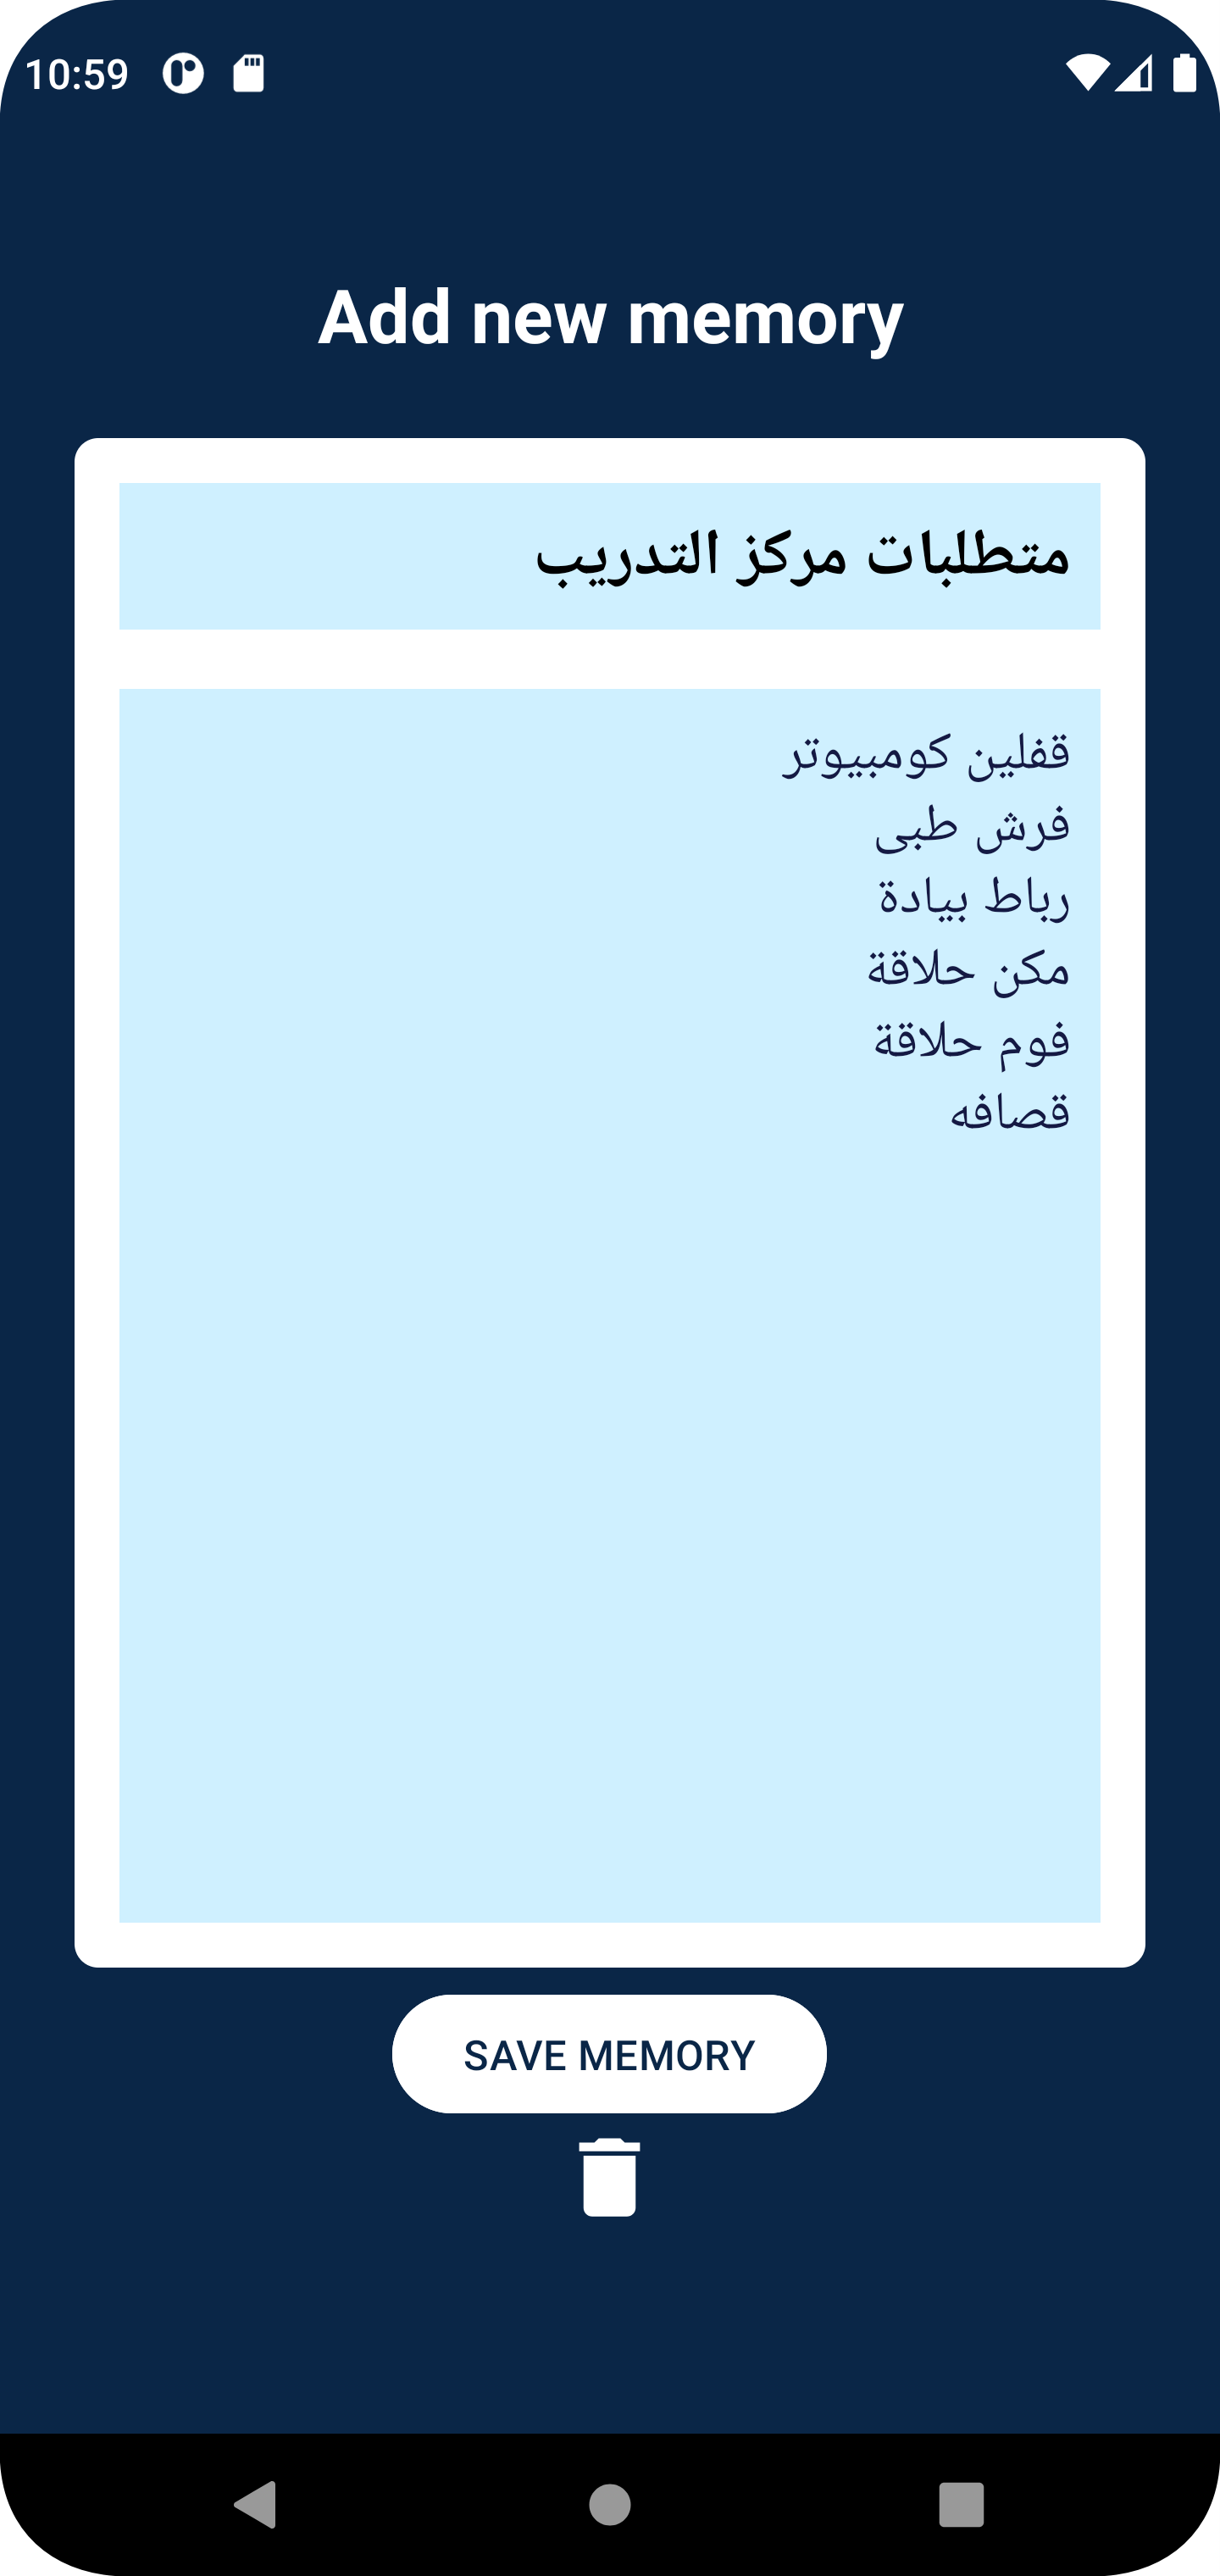 10:59
Add new memory
متطلبات مركز التدريب
قفلين كومبيوتر
فرش طبى
رباط بيادة
مكن حلاقة
فوم حلاقة
قصافه
SAVE MEMORY